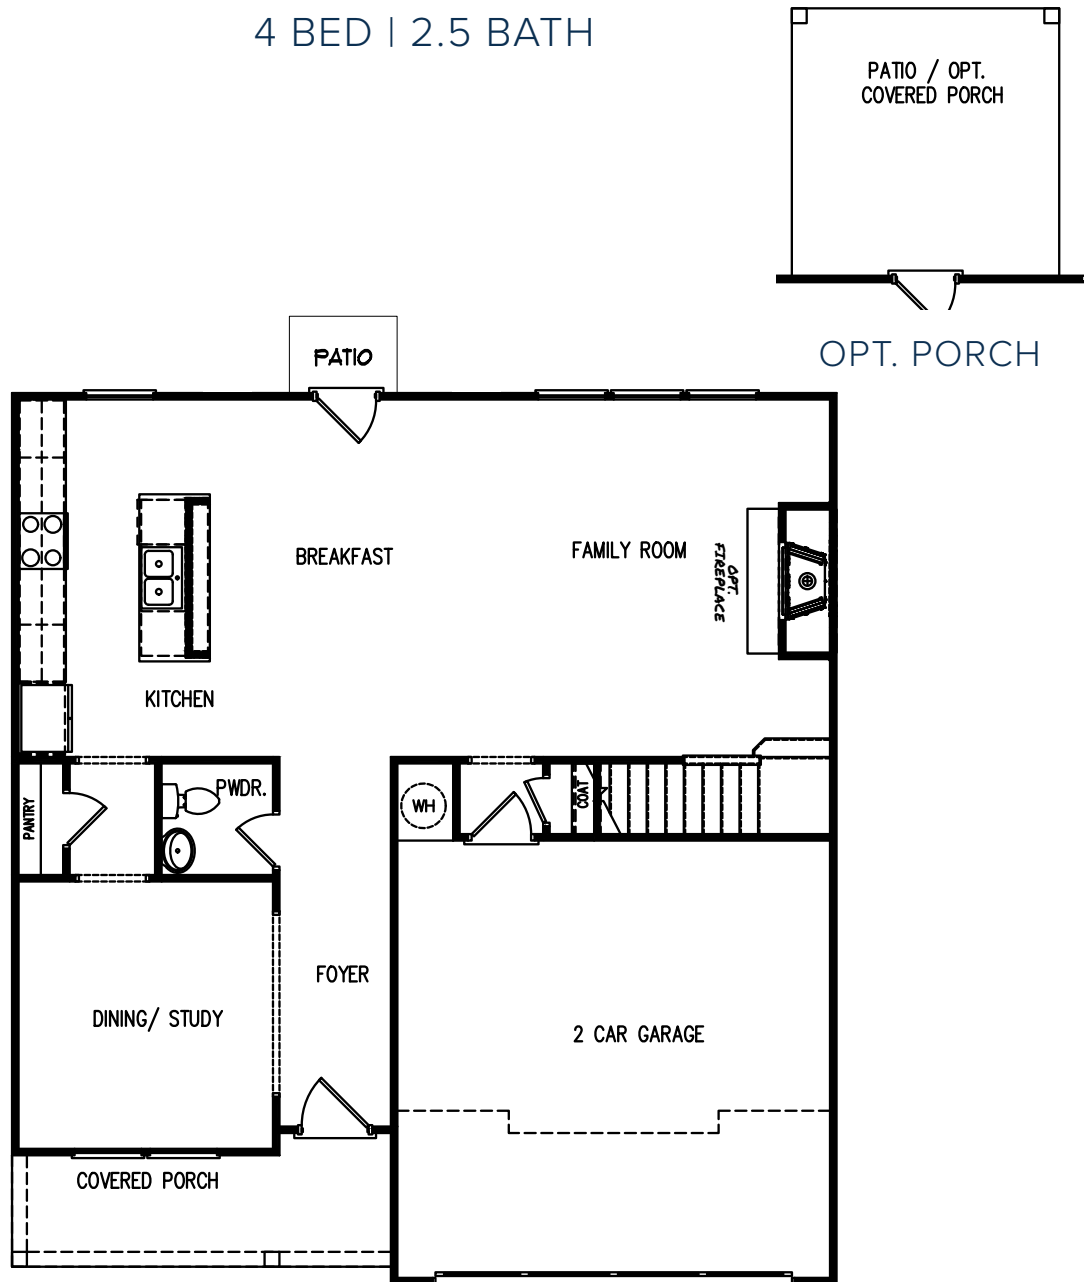 4 BED | 2.5 BATH
PATIO / OPT.
COVERED PORCH
OPT. PORCH
PATIO
BREAKFAST
FAMILY ROOM
OPT.
FIREPLACE
KITCHEN
PANTRY
PWDR.
WH
COAT
FOYER
DINING/ STUDY
2 CAR GARAGE
COVERED PORCH